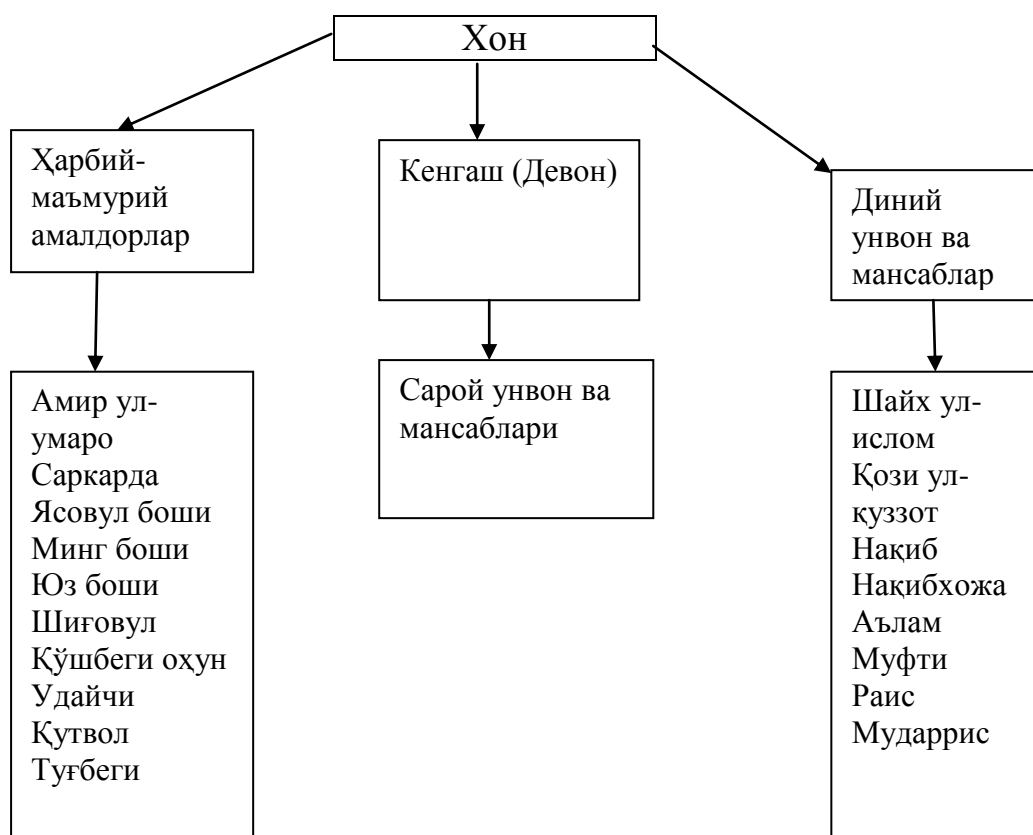 Хон
Ҳарбий-
маъмурий
амалдорлар
Кенгаш (Девон)
Диний
унвон ва
мансаблар
Амир ул-
умаро
Саркарда
Ясовул боши
Минг боши
Юз боши
Шиғовул
Қўшбеги оҳун
Удайчи
Қутвол
Туғбеги
Сарой унвон ва
мансаблари
Шайх ул-
ислом
Қози ул-
қуззот
Нақиб
Нақибхожа
Аълам
Муфти
Раис
Мударрис